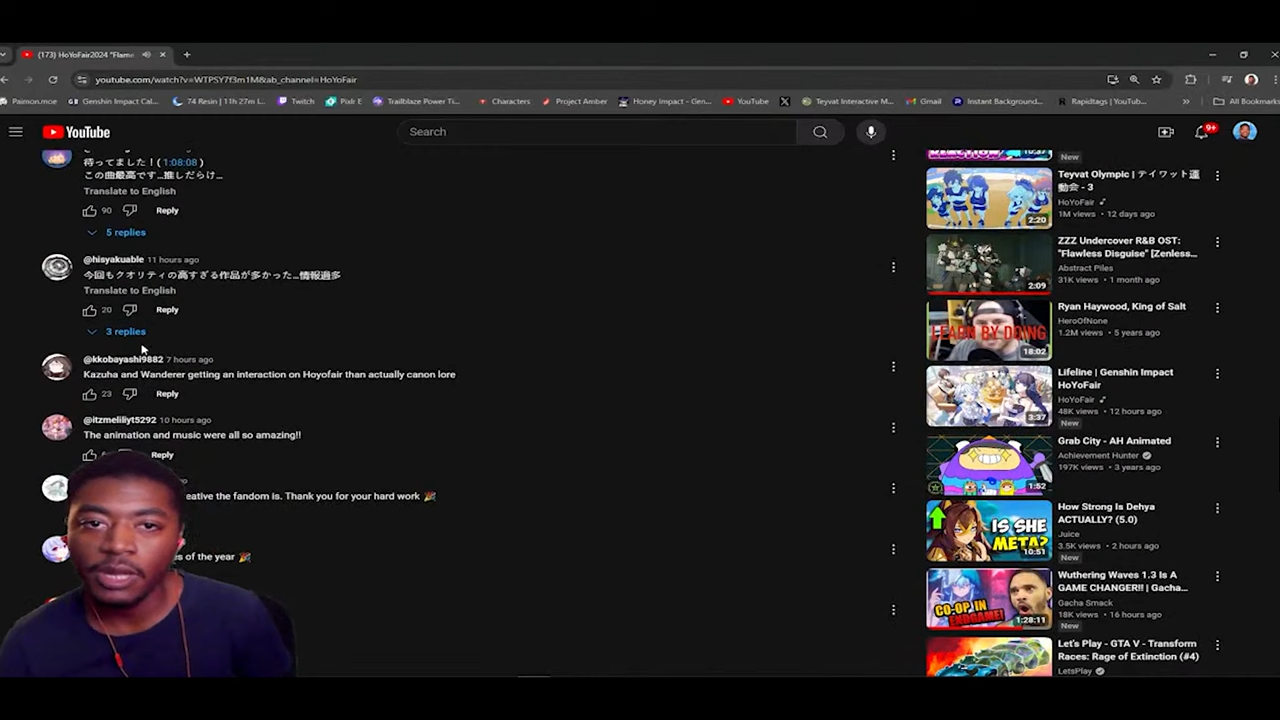 (173) HoYoFair2024 "Flame
youtube.com/watch?v=WTPSY7f3m1M&ab_channel=HoYoFair
Paimon.moe
Genshin Impact Cal...
74 Resin | 11h 27m l...
Twitch
Pixlr E
Trailblaze Power Ti...
Characters
Project Amber
Honey Impact - Gen...
YouTube
Teyvat Interactive M...
Gmail
Instant Background...
Rapidtags | YouTub...
All Bookmarks
YouTube
Search
9+
待ってました！(1:08:08)
この曲最高です...推しだらけ...
Translate to English
90
Reply
5 replies
@hisyakuable 11 hours ago
今回もクオリティの高すぎる作品が多かった...情報過多
Translate to English
20
Reply
3 replies
@kkobayashi9882 7 hours ago
Kazuha and Wanderer getting an interaction on Hoyofair than actually canon lore
23
Reply
@itzmeliliyt5292 10 hours ago
The animation and music were all so amazing!!
Reply
eative the fandom is. Thank you for your hard work
es of the year
10:37
New
Teyvat Olympic | テイワット運
動会 - 3
HoYoFair
1M views • 12 days ago
2:20
ZZZ Undercover R&B OST:
"Flawless Disguise" [Zenless...
Abstract Piles
31K views • 1 month ago
2:09
LEARN BY DOING
18:02
Ryan Haywood, King of Salt
HeroOfNone
1.2M views • 5 years ago
Lifeline | Genshin Impact
HoYoFair
48K views • 12 hours ago
New
3:37
Grab City - AH Animated
Achievement Hunter
197K views • 3 years ago
1:52
IS SHE
META?
10:51
How Strong Is Dehya
ACTUALLY? (5.0)
Juice
3.5K views • 2 hours ago
New
CO-OP IN
ENDGAME!
1:28:11
Wuthering Waves 1.3 Is A
GAME CHANGER!! | Gacha
Gacha Smack
18K views • 16 hours ago
New
Let's Play - GTA V - Transform
Races: Rage of Extinction (#4)
LetsPlay